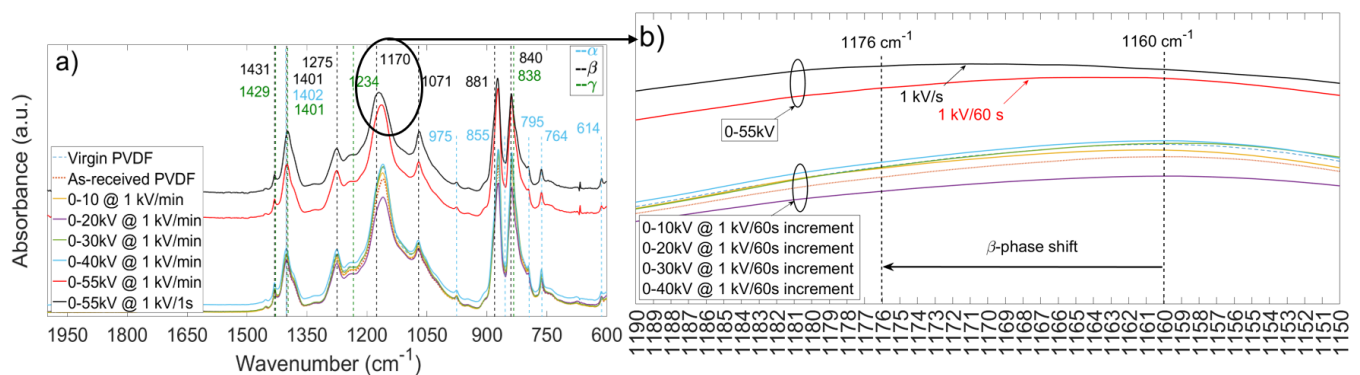 a)
1431
1429
1275
1401
1402
1401
1234
1170
1071
881
840
838
α
β
γ
975
855
795
764
614
Absorbance (a.u.)
Virgin PVDF
As-received PVDF
0-10 @ 1 kV/min
0-20kV @ 1 kV/min
0-30kV @ 1 kV/min
0-40kV @ 1 kV/min
0-55kV @ 1 kV/min
0-55kV @ 1 kV/1s
1950 1800 1650 1500 1350 1200 1050 900 750 600
Wavenumber (cm-1)
b)
1176 cm-1
1160 cm-1
1 kV/s
1 kV/60 s
0-55kV
0-10kV @ 1 kV/60s increment
0-20kV @ 1 kV/60s increment
0-30kV @ 1 kV/60s increment
0-40kV @ 1 kV/60s increment
β-phase shift
1190 1189 1188 1187 1186 1185 1184 1183 1182 1181 1180 1179 1178 1177 1176 1175 1174 1173 1172 1171 1170 1169 1168 1167 1166 1165 1164 1163 1162 1161 1160 1159 1158 1157 1156 1155 1154 1153 1152 1151 1150